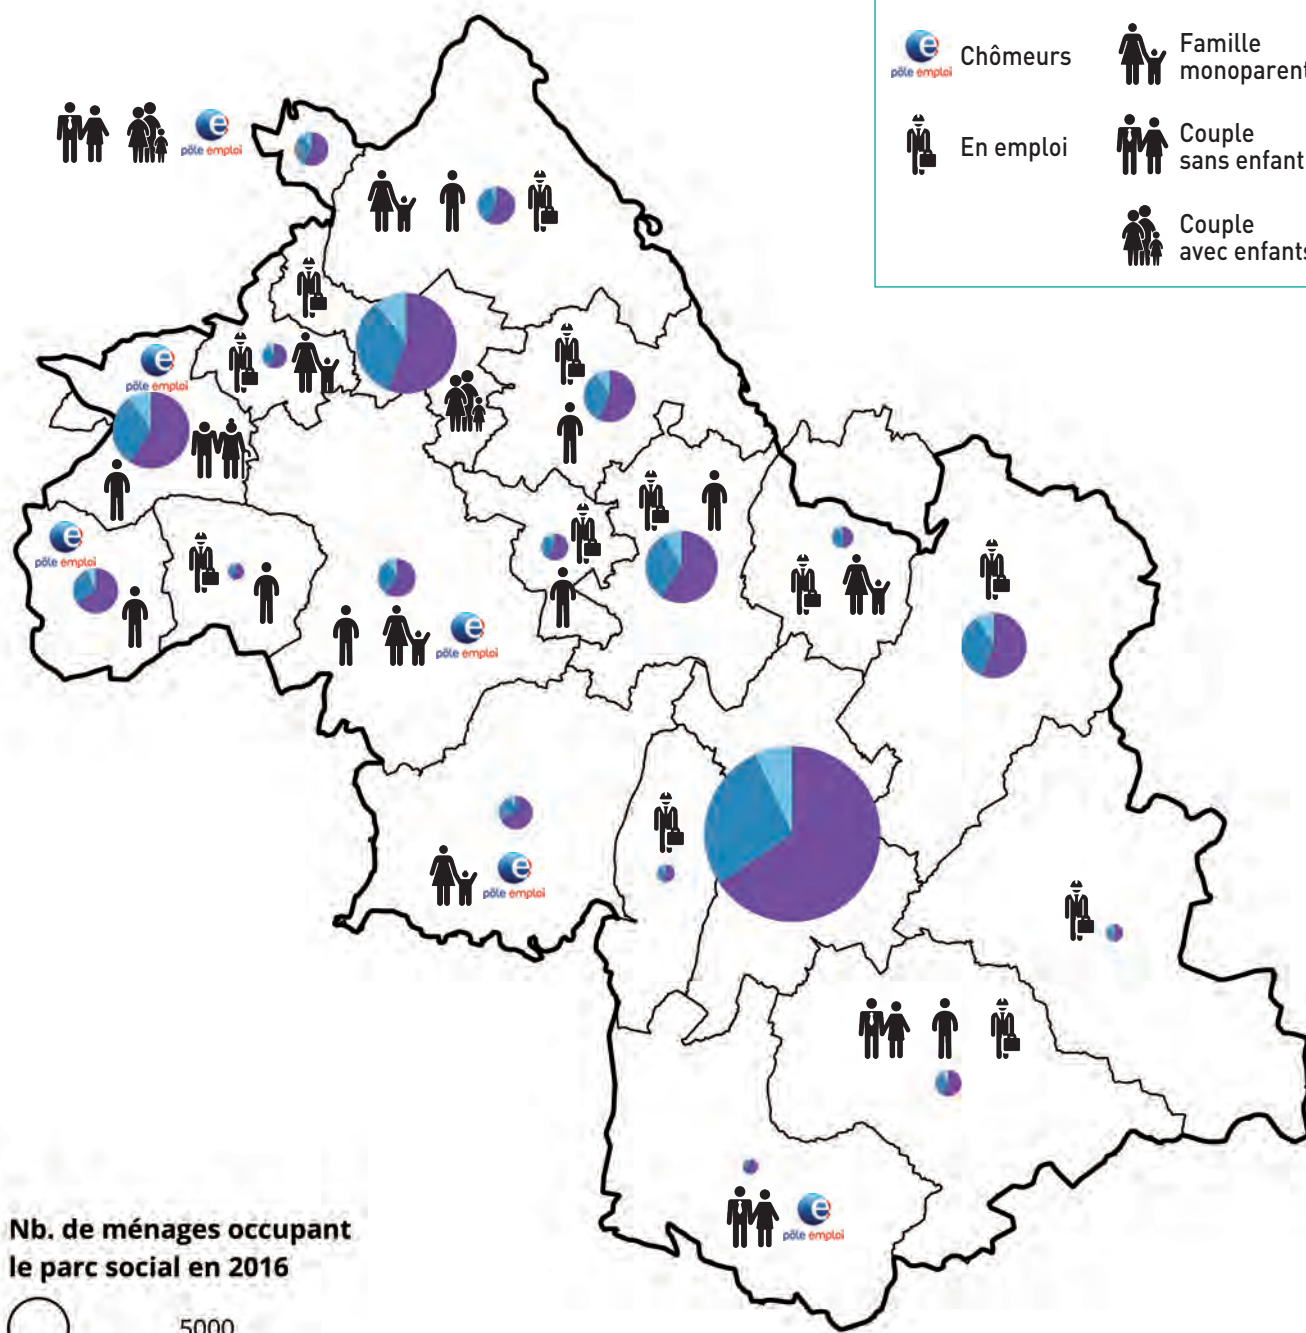 Chômeurs
pôle emploi
Famille
monoparent
En emploi
Couple
sans enfant
Couple
avec enfants
pôle emploi
pôle emploi
pôle emploi
pôle emploi
pôle emploi
pôle emploi
Nb. de ménages occupant
le parc social en 2016
5000